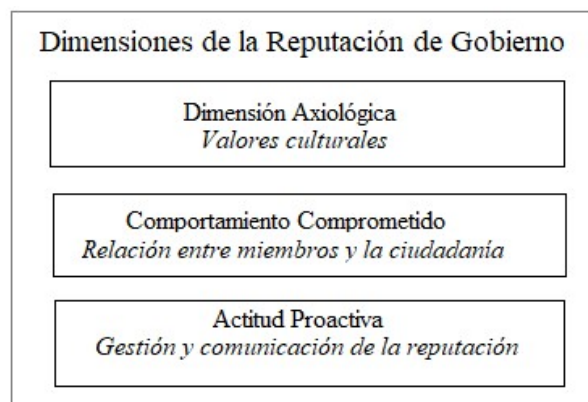 Dimensiones de la Reputación de Gobierno
Dimensión Axiológica
Valores culturales
Comportamiento Comprometido
Relación entre miembros y la ciudadanía
Actitud Proactiva
Gestión y comunicación de la reputación